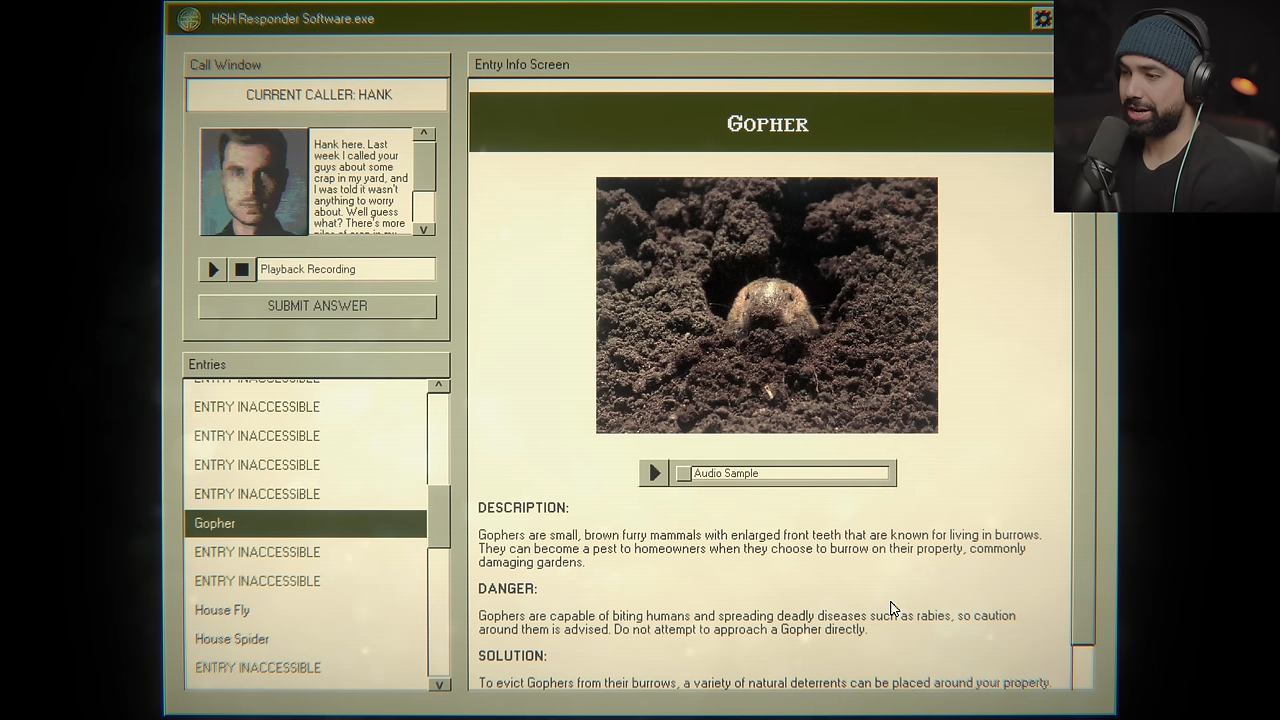 HSH Responder Software.exe
Call Window
CURRENT CALLER: HANK
Hank here. Last
week I called your
guys about some
crap in my yard, and
I was told it wasn't
anything to worry
about. Well guess
what? There's more
piles of crap in my
Playback Recording
SUBMIT ANSWER
Entries
ENTRY INACCESSIBLE
ENTRY INACCESSIBLE
ENTRY INACCESSIBLE
ENTRY INACCESSIBLE
ENTRY INACCESSIBLE
Gopher
ENTRY INACCESSIBLE
ENTRY INACCESSIBLE
House Fly
House Spider
ENTRY INACCESSIBLE
Entry Info Screen
GOPHER
Audio Sample
DESCRIPTION:
Gophers are small, brown furry mammals with enlarged front teeth that are known for living in burrows.
They can become a pest to homeowners when they choose to burrow on their property, commonly
damaging gardens.
DANGER:
Gophers are capable of biting humans and spreading deadly diseases such as rabies, so caution
around them is advised. Do not attempt to approach a Gopher directly.
SOLUTION:
To evict Gophers from their burrows, a variety of natural deterrents can be placed around your property.